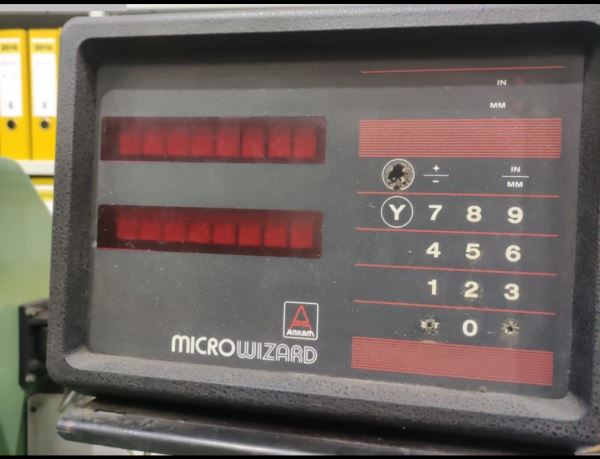 2015
2015
IN
MM
+
−
IN
MM
Y 7 8 9
4 5 6
1 2 3
0
ANILAM
MICROWIZARD